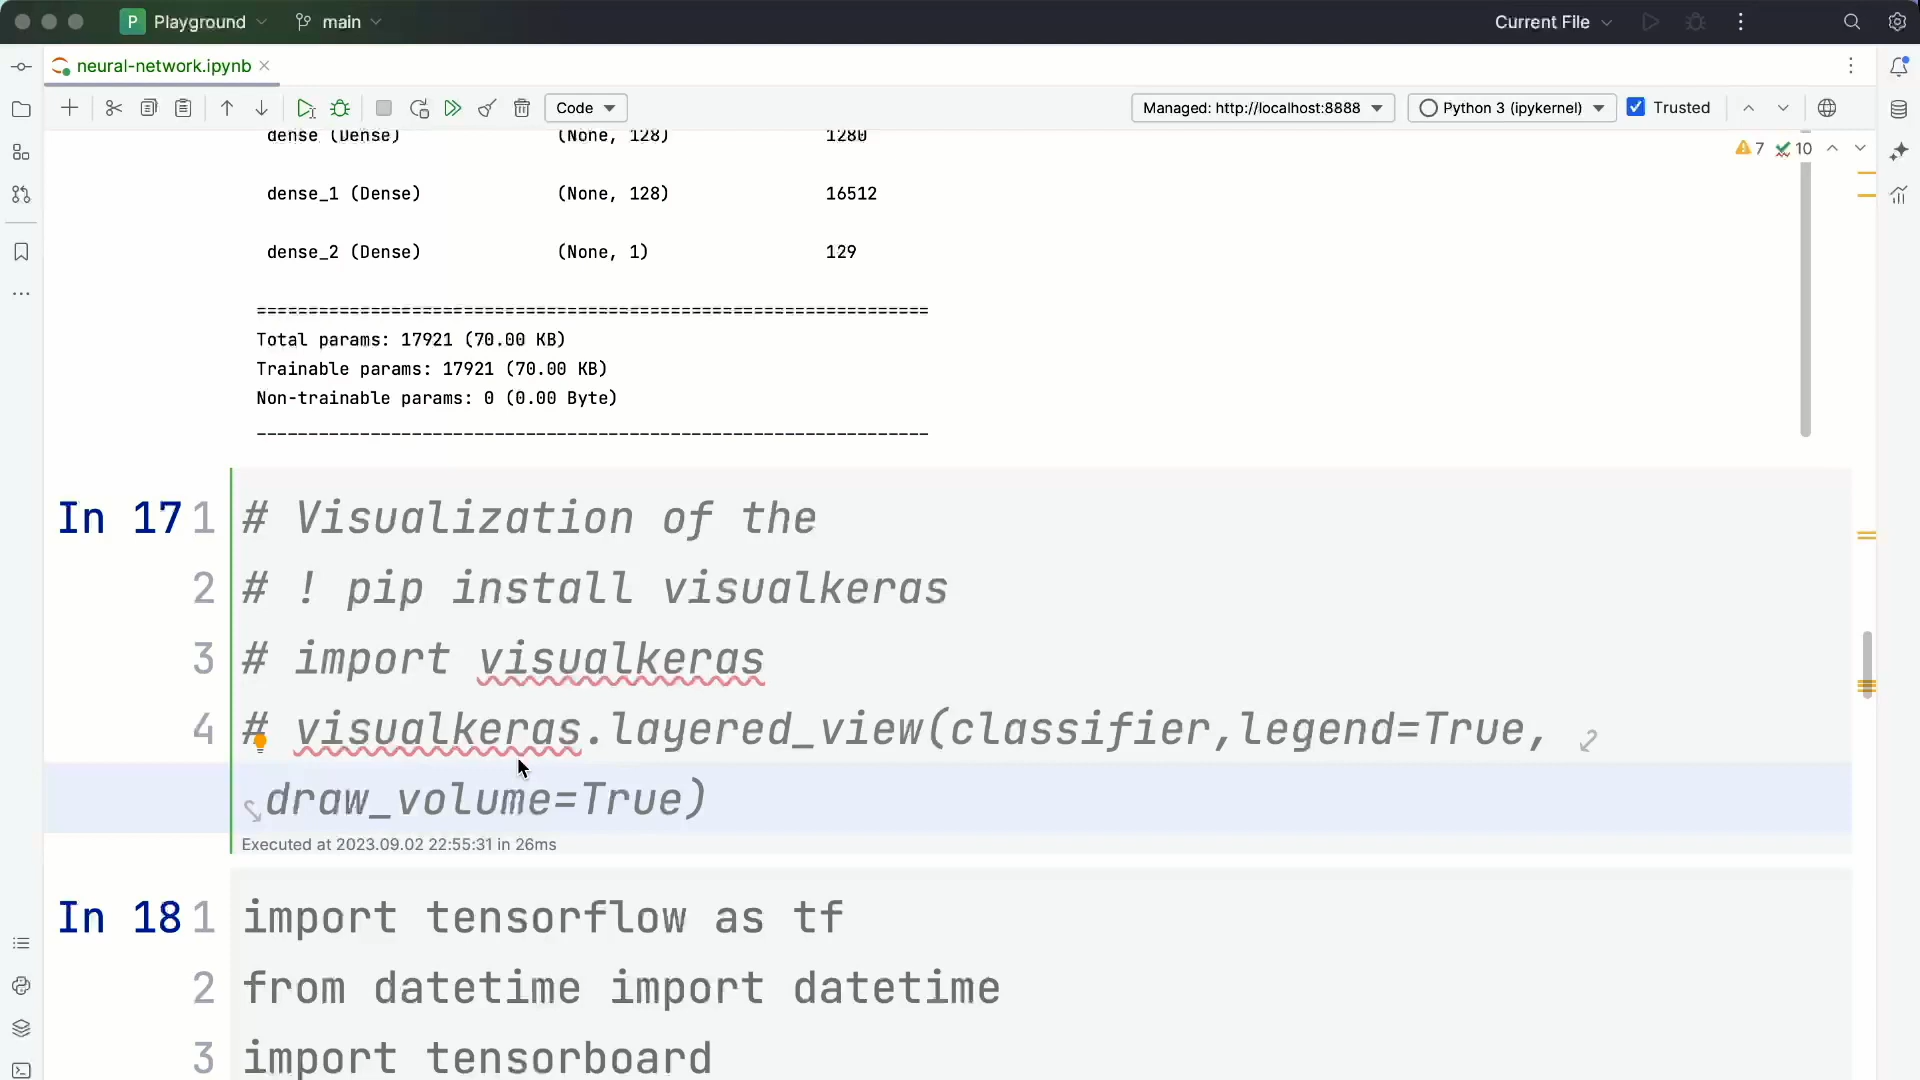 P Playground main Current File
neural-network.ipynb
Code Managed: http://localhost:8888 Python 3 (ipykernel) Trusted
7 10
dense (Dense) (None, 128) 1280
dense_1 (Dense) (None, 128) 16512
dense_2 (Dense) (None, 1) 129
=================================================================
Total params: 17921 (70.00 KB)
Trainable params: 17921 (70.00 KB)
Non-trainable params: 0 (0.00 Byte)
_________________________________________________________________
In 17 1 # Visualization of the
2 # ! pip install visualkeras
3 # import visualkeras
4 # visualkeras.layered_view(classifier,legend=True,
draw_volume=True)
Executed at 2023.09.02 22:55:31 in 26ms
In 18 1 import tensorflow as tf
2 from datetime import datetime
3 import tensorboard